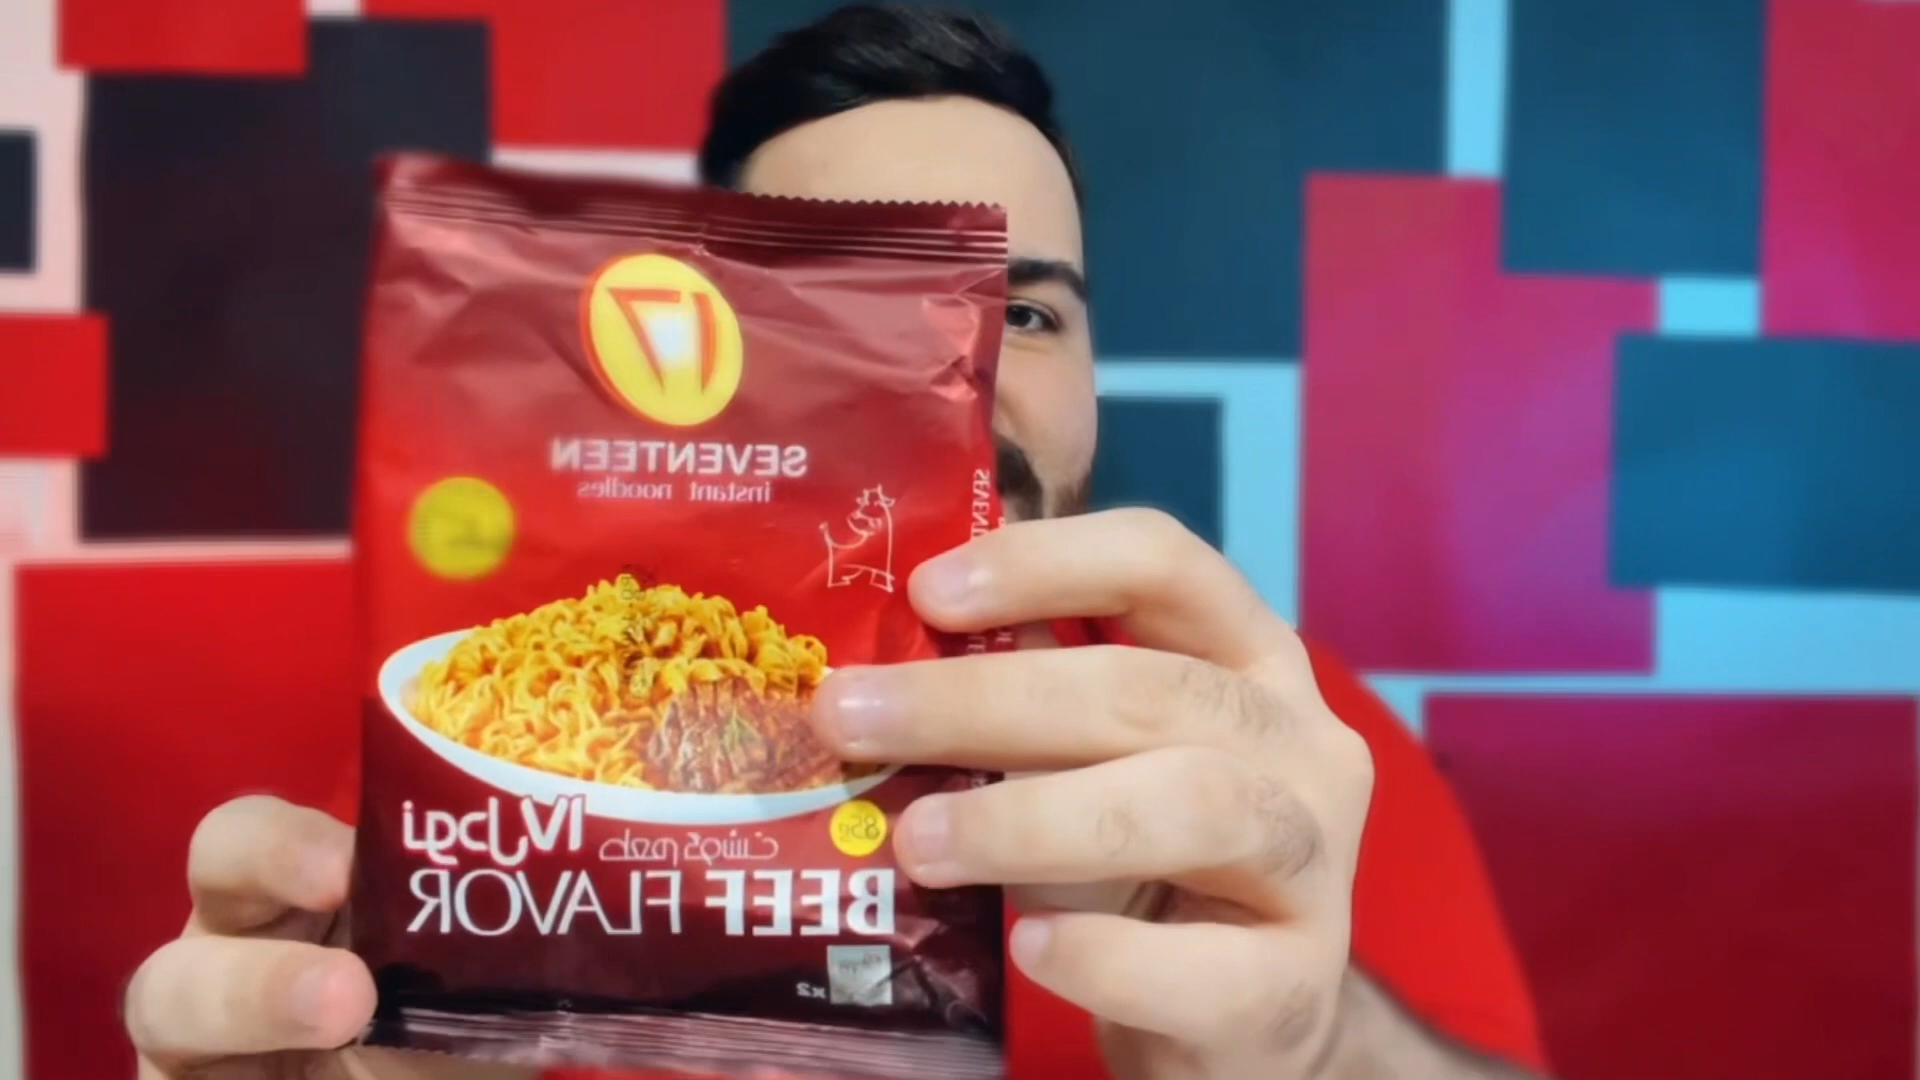 17
SEVENTEEN
instant noodles
نودل ۱۷
طعم گوشت
85g
BEEF FLAVOR
x2